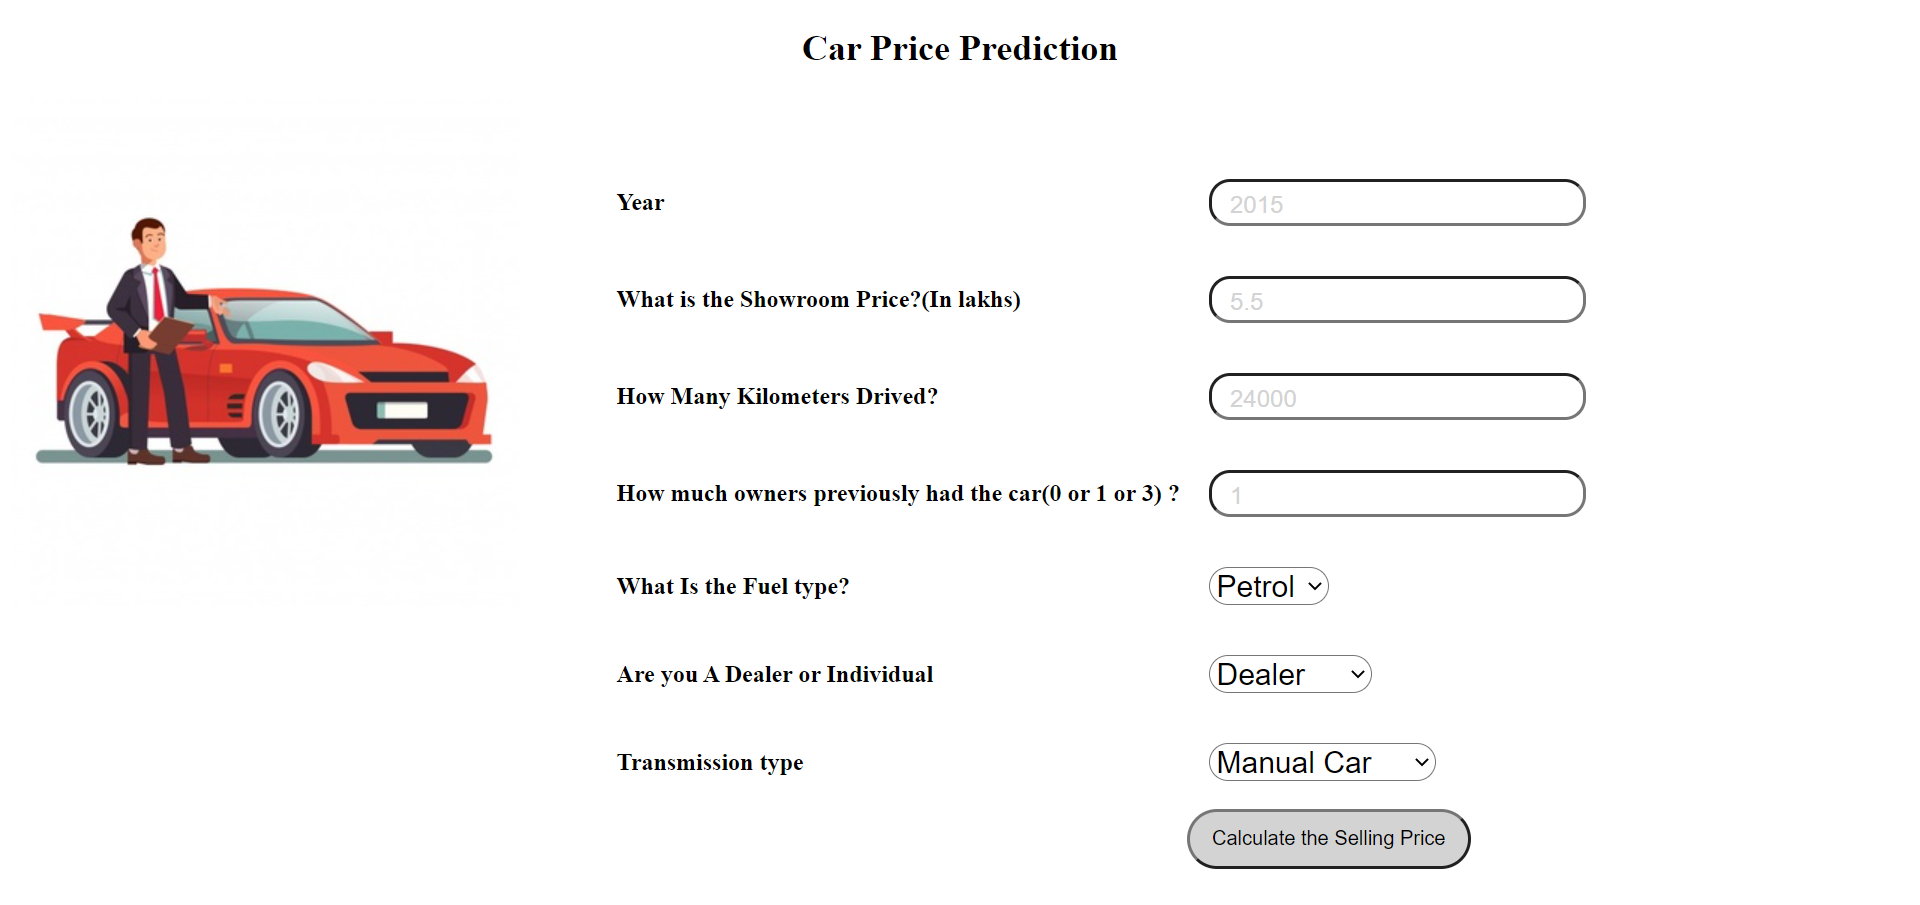 Car Price Prediction
Year
2015
What is the Showroom Price?(In lakhs)
5.5
How Many Kilometers Drived?
24000
How much owners previously had the car(0 or 1 or 3) ?
1
What Is the Fuel type?
Petrol
Are you A Dealer or Individual
Dealer
Transmission type
Manual Car
Calculate the Selling Price